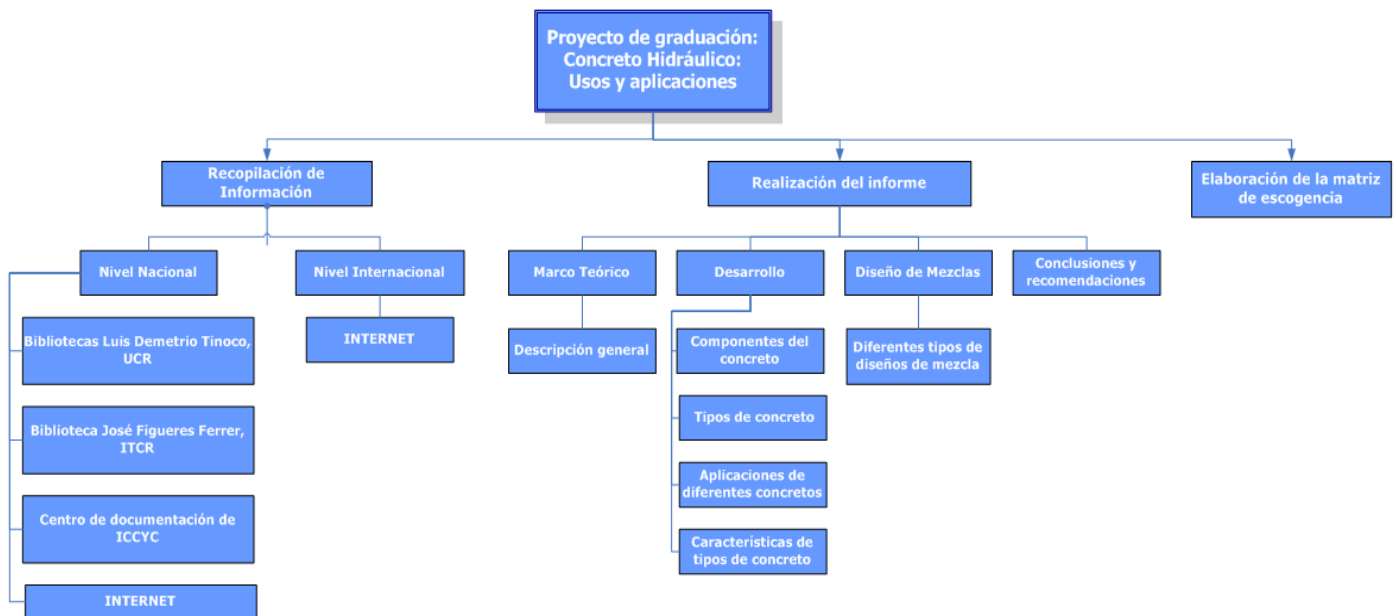 Proyecto de graduación:
Concreto Hidráulico:
Usos y aplicaciones
Recopilación de
Información
Realización del informe
Elaboración de la matriz
de escogencia
Nivel Nacional
Nivel Internacional
Marco Teórico
Desarrollo
Diseño de Mezclas
Conclusiones y
recomendaciones
Bibliotecas Luis Demetrio Tinoco,
UCR
INTERNET
Descripción general
Componentes del
concreto
Diferentes tipos de
diseños de mezcla
Biblioteca José Figueres Ferrer,
ITCR
Tipos de concreto
Aplicaciones de
diferentes concretos
Centro de documentación de
ICCYC
Características de
tipos de concreto
INTERNET